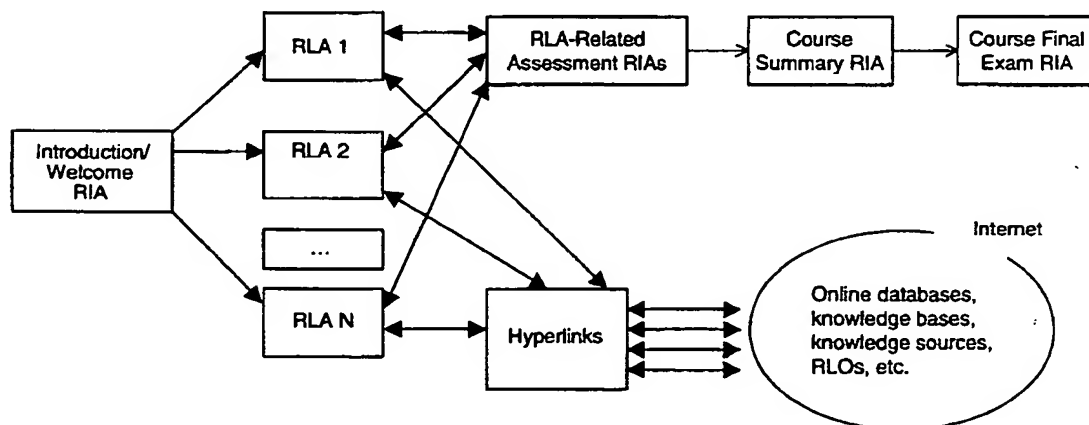 RLA 1
RLA-Related
Assessment RIAs
Course
Summary RIA
Course Final
Exam RIA
Introduction/
Welcome
RIA
RLA 2
...
RLA N
Hyperlinks
Internet
Online databases,
knowledge bases,
knowledge sources,
RLOs, etc.